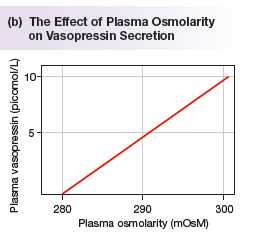 (b) The Effect of Plasma Osmolarity
on Vasopressin Secretion
Plasma vasopressin (picomol/L)
10
5
280 290 300
Plasma osmolarity (mOsM)